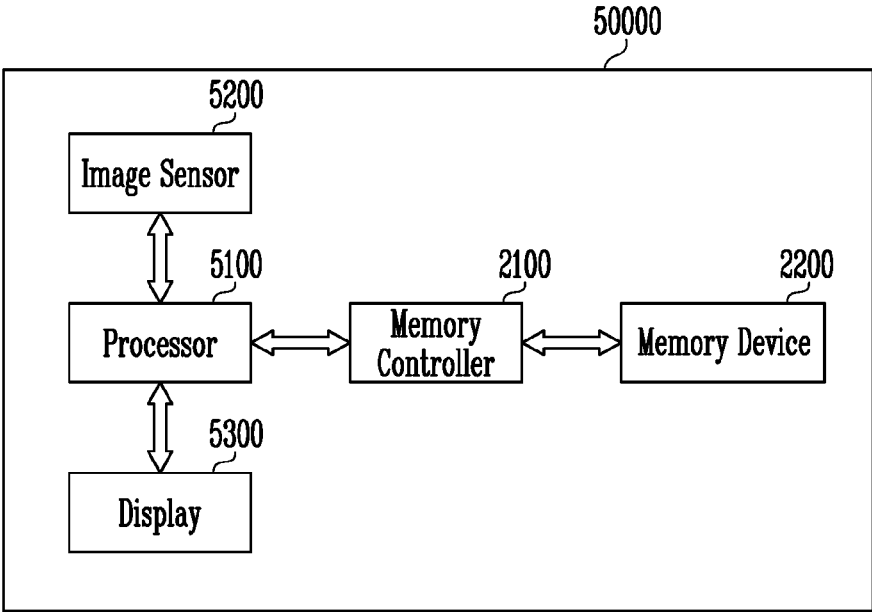 50000
5200
Image Sensor
5100
Processor
2100
Memory
Controller
2200
Memory Device
5300
Display